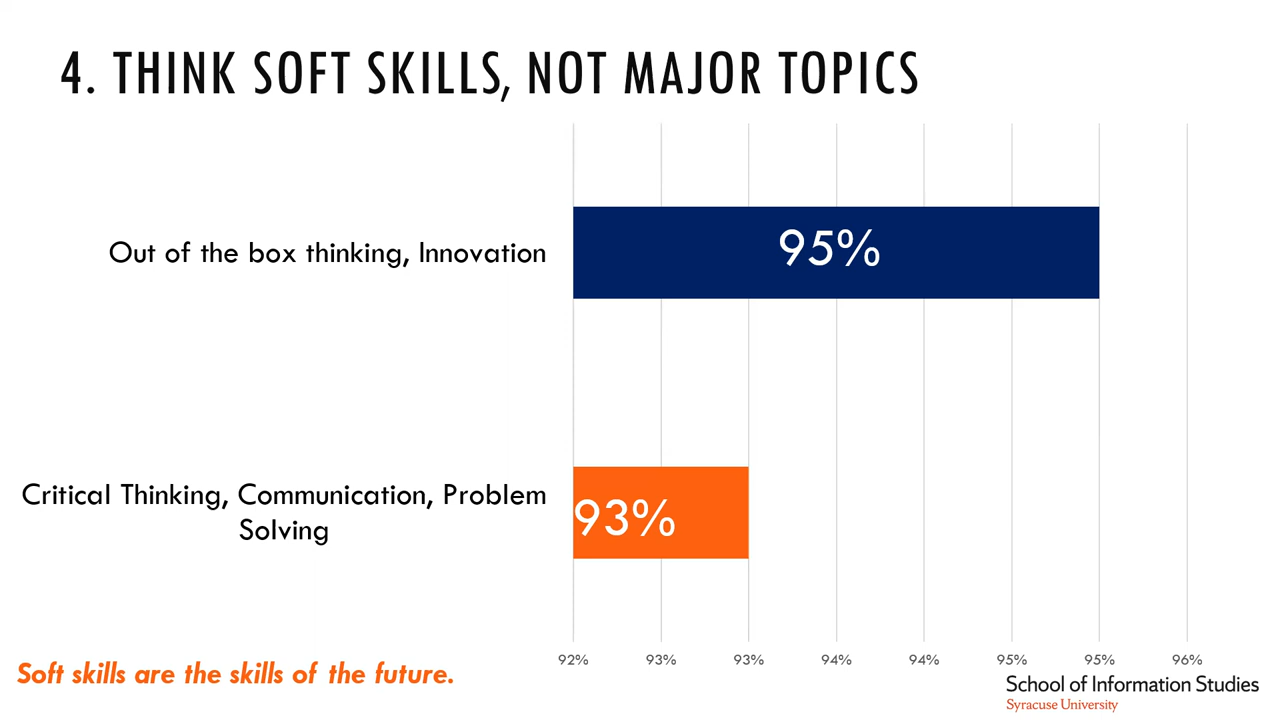 4. THINK SOFT SKILLS, NOT MAJOR TOPICS
Out of the box thinking, Innovation
95%
Critical Thinking, Communication, Problem
Solving
93%
92% 93% 93% 94% 94% 95% 95% 96%
Soft skills are the skills of the future.
School of Information Studies
Syracuse University